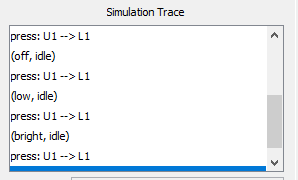 Simulation Trace
press: U1 --> L1
(off, idle)
press: U1 --> L1
(low, idle)
press: U1 --> L1
(bright, idle)
press: U1 --> L1